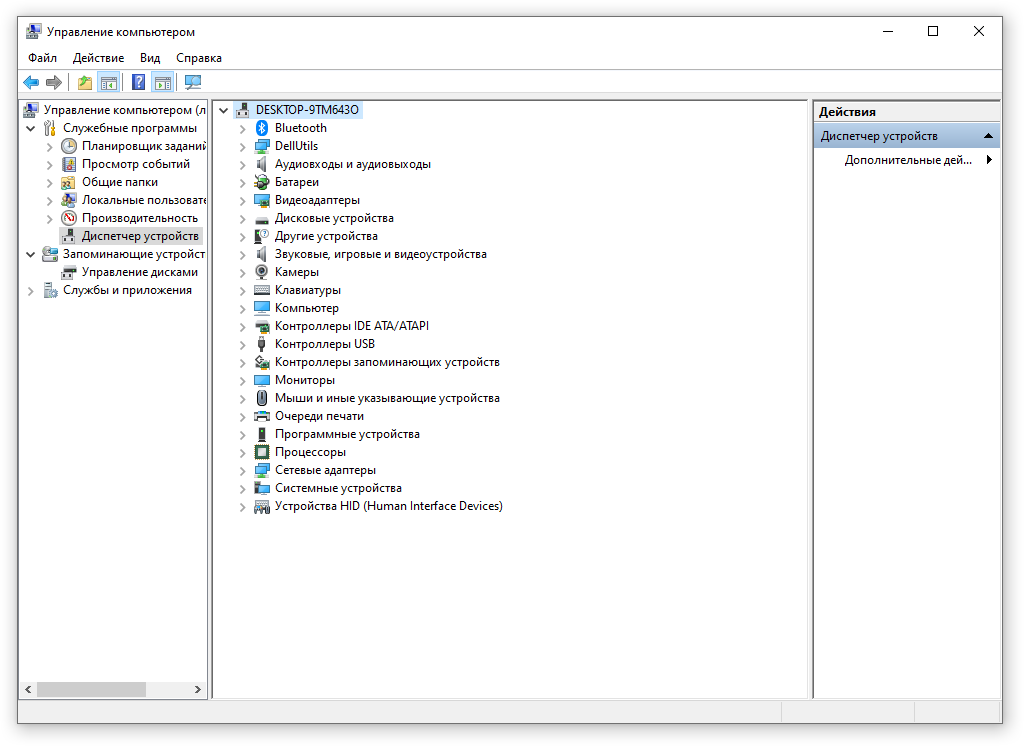 Управление компьютером
Файл Действие Вид Справка
Управление компьютером (л
Служебные программы
Планировщик заданий
Просмотр событий
Общие папки
Локальные пользовате
Производительность
Диспетчер устройств
Запоминающие устройст
Управление дисками
Службы и приложения
DESKTOP-9TM643O
Bluetooth
DellUtils
Аудиовходы и аудиовыходы
Батареи
Видеоадаптеры
Дисковые устройства
Другие устройства
Звуковые, игровые и видеоустройства
Камеры
Клавиатуры
Компьютер
Контроллеры IDE ATA/ATAPI
Контроллеры USB
Контроллеры запоминающих устройств
Мониторы
Мыши и иные указывающие устройства
Очереди печати
Программные устройства
Процессоры
Сетевые адаптеры
Системные устройства
Устройства HID (Human Interface Devices)
Действия
Диспетчер устройств
Дополнительные дей...